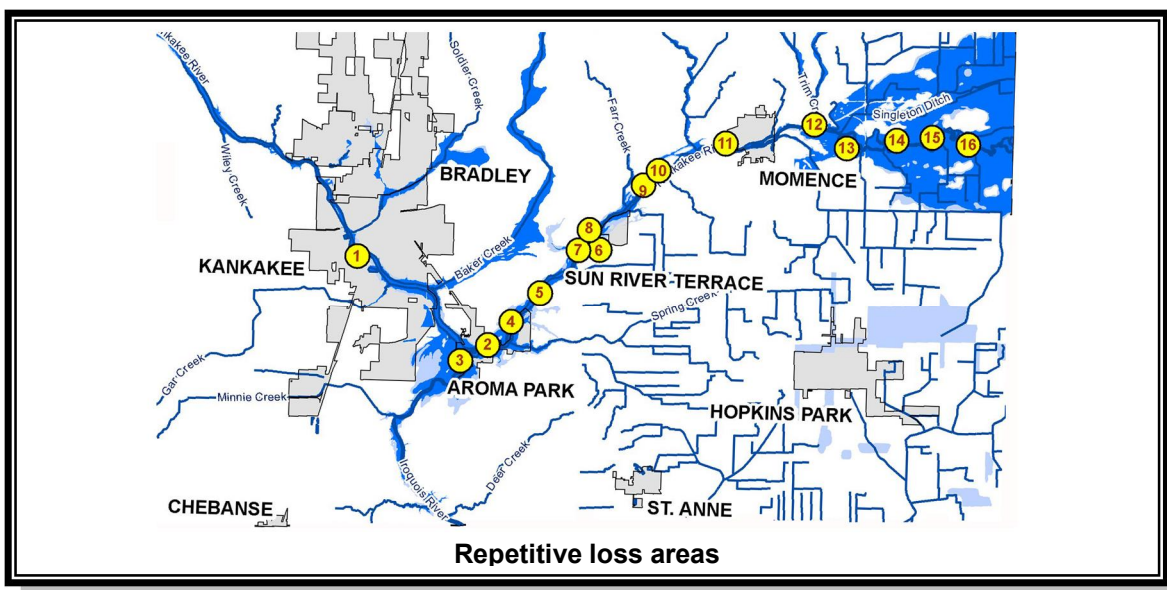 Kankakee River
Soldier Creek
Wiley Creek
BRADLEY
Farr Creek
Trim Cr
Singleton Ditch
12
11
13
14
15
16
10
9
MOMENCE
KANKAKEE
1
Baker Creek
8
7
6
SUN RIVER TERRACE
5
Spring Creek
4
2
3
Gar Creek
Minnie Creek
AROMA PARK
HOPKINS PARK
Iroquois River
Deer Creek
CHEBANSE
ST. ANNE
Repetitive loss areas